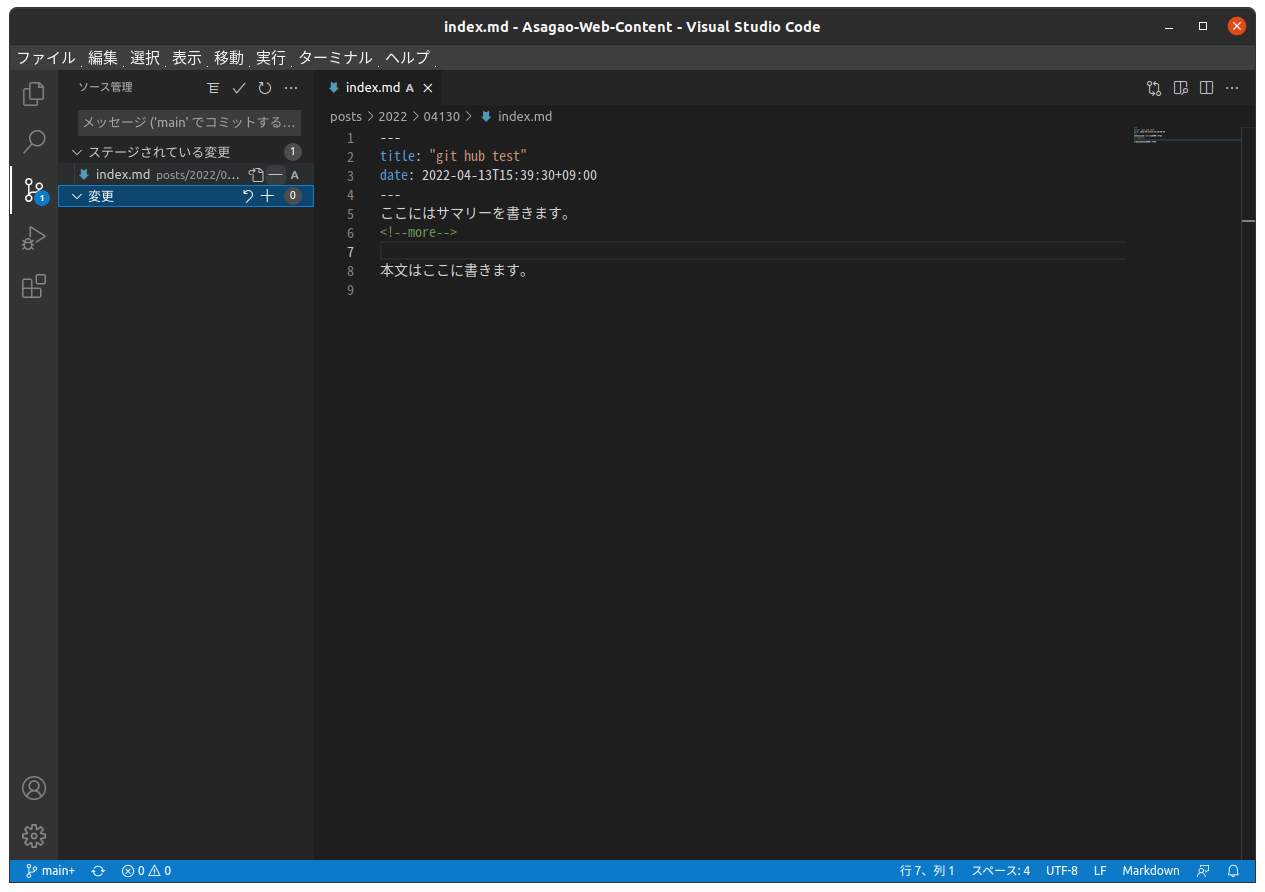 index.md - Asagao-Web-Content - Visual Studio Code
ファイル 編集 選択 表示 移動 実行 ターミナル ヘルプ
ソース管理
メッセージ ('main' でコミットする...
ステージされている変更 1
index.md posts/2022/0... A
変更 0
1
index.md A
posts > 2022 > 04130 > index.md
1 ---
2 title: "git hub test"
3 date: 2022-04-13T15:39:30+09:00
4 ---
5 ここにはサマリーを書きます。
6 <!--more-->
7
8 本文はここに書きます。
9
main+ 0 0 行 7、列 1 スペース: 4 UTF-8 LF Markdown